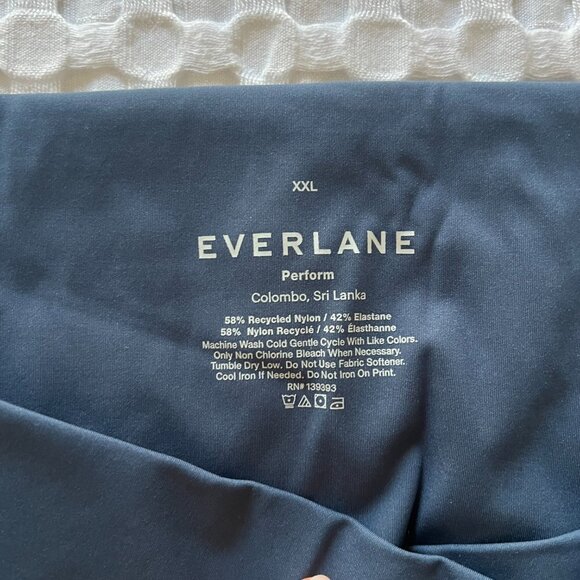 XXL
EVERLANE
Perform
Colombo, Sri Lanka
58% Recycled Nylon / 42% Elastane
58% Nylon Recyclé / 42% Élasthanne
Machine Wash Cold Gentle Cycle With Like Colors.
Only Non Chlorine Bleach When Necessary.
Tumble Dry Low. Do Not Use Fabric Softener.
Cool Iron If Needed. Do Not Iron On Print.
RN# 139393